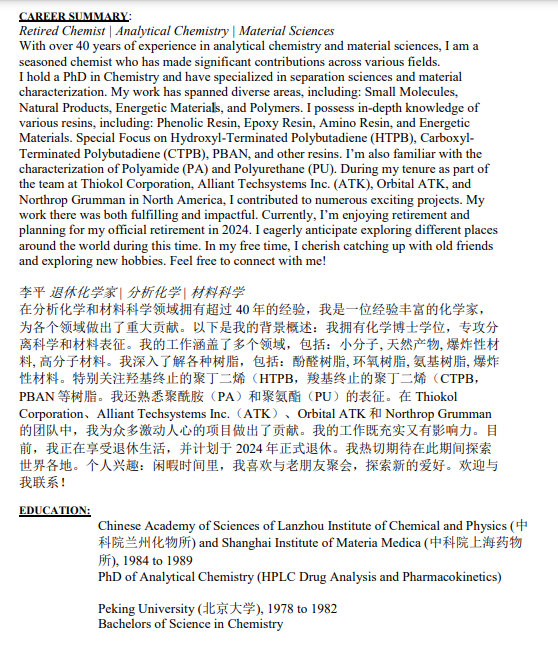 CAREER SUMMARY:
Retired Chemist | Analytical Chemistry | Material Sciences
With over 40 years of experience in analytical chemistry and material sciences, I am a
seasoned chemist who has made significant contributions across various fields.
I hold a PhD in Chemistry and have specialized in separation sciences and material
characterization. My work has spanned diverse areas, including: Small Molecules,
Natural Products, Energetic Materials, and Polymers. I possess in-depth knowledge of
various resins, including: Phenolic Resin, Epoxy Resin, Amino Resin, and Energetic
Materials. Special Focus on Hydroxyl-Terminated Polybutadiene (HTPB), Carboxyl-
Terminated Polybutadiene (CTPB), PBAN, and other resins. I'm also familiar with the
characterization of Polyamide (PA) and Polyurethane (PU). During my tenure as part of
the team at Thiokol Corporation, Alliant Techsystems Inc. (ATK), Orbital ATK, and
Northrop Grumman in North America, I contributed to numerous exciting projects. My
work there was both fulfilling and impactful. Currently, I'm enjoying retirement and
planning for my official retirement in 2024. I eagerly anticipate exploring different places
around the world during this time. In my free time, I cherish catching up with old friends
and exploring new hobbies. Feel free to connect with me!
李平 退休化学家 | 分析化学 | 材料科学
在分析化学和材料科学领域拥有超过 40 年的经验，我是一位经验丰富的化学家，
为各个领域做出了重大贡献。以下是我的背景概述：我拥有化学博士学位，专攻分
离科学和材料表征。我的工作涵盖了多个领域，包括：小分子, 天然产物, 爆炸性材
料, 高分子材料。我深入了解各种树脂，包括：酚醛树脂, 环氧树脂, 氨基树脂, 爆炸
性材料。特别关注羟基终止的聚丁二烯（HTPB，羧基终止的聚丁二烯（CTPB，
PBAN 等树脂。我还熟悉聚酰胺（PA）和聚氨酯（PU）的表征。在 Thiokol
Corporation、Alliant Techsystems Inc.（ATK）、Orbital ATK 和 Northrop Grumman
的团队中，我为众多激动人心的项目做出了贡献。我的工作既充实又有影响力。目
前，我正在享受退休生活，并计划于 2024 年正式退休。我热切期待在此期间探索
世界各地。个人兴趣：闲暇时间里，我喜欢与老朋友聚会，探索新的爱好。欢迎与
我联系！
EDUCATION:
Chinese Academy of Sciences of Lanzhou Institute of Chemical and Physics (中
科院兰州化物所) and Shanghai Institute of Materia Medica (中科院上海药物
所), 1984 to 1989
PhD of Analytical Chemistry (HPLC Drug Analysis and Pharmacokinetics)
Peking University (北京大学), 1978 to 1982
Bachelors of Science in Chemistry